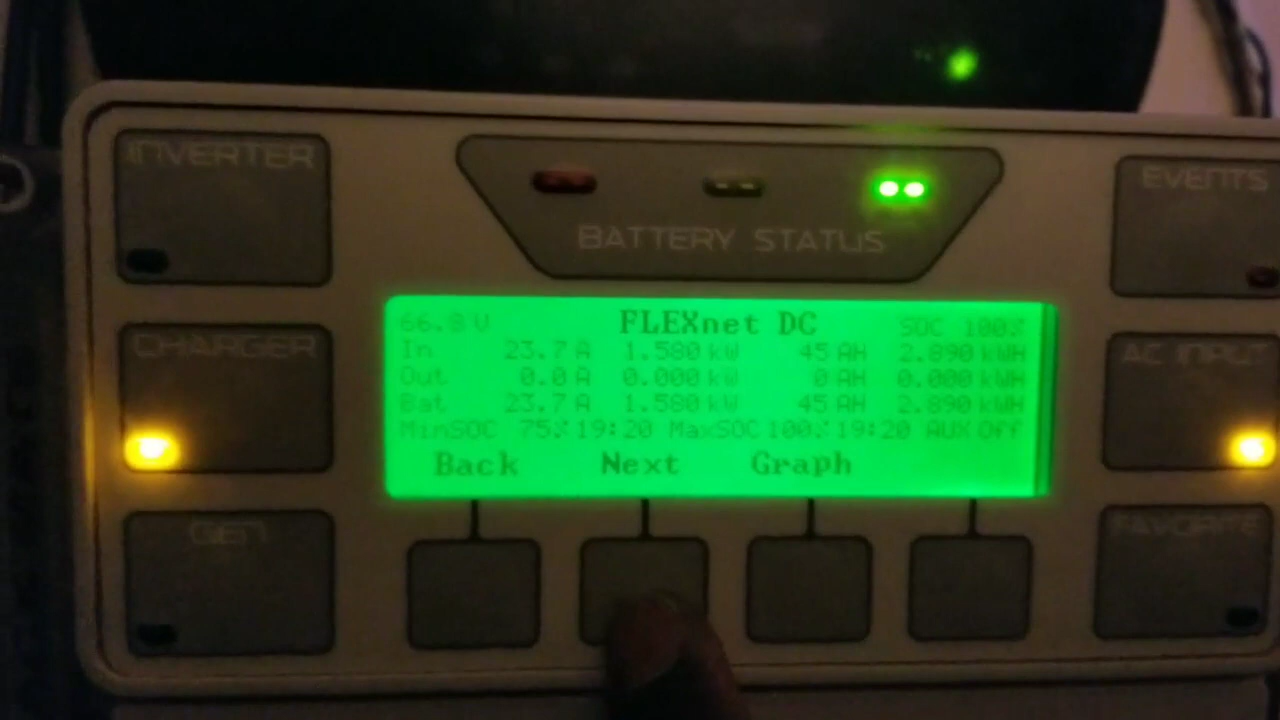 INVERTER
BATTERY STATUS
EVENTS
CHARGER
AC INPUT
GEN
FAVORITE
66.8 V FLEXnet DC SOC 100%
In 23.7 A 1.580 kW 45 AH 2.890 kWH
Out 0.0 A 0.000 kW 0 AH 0.000 kWH
Bat 23.7 A 1.580 kW 45 AH 2.890 kWH
MinSOC 75% 19:20 MaxSOC 100% 19:20 AUX Off
Back Next Graph